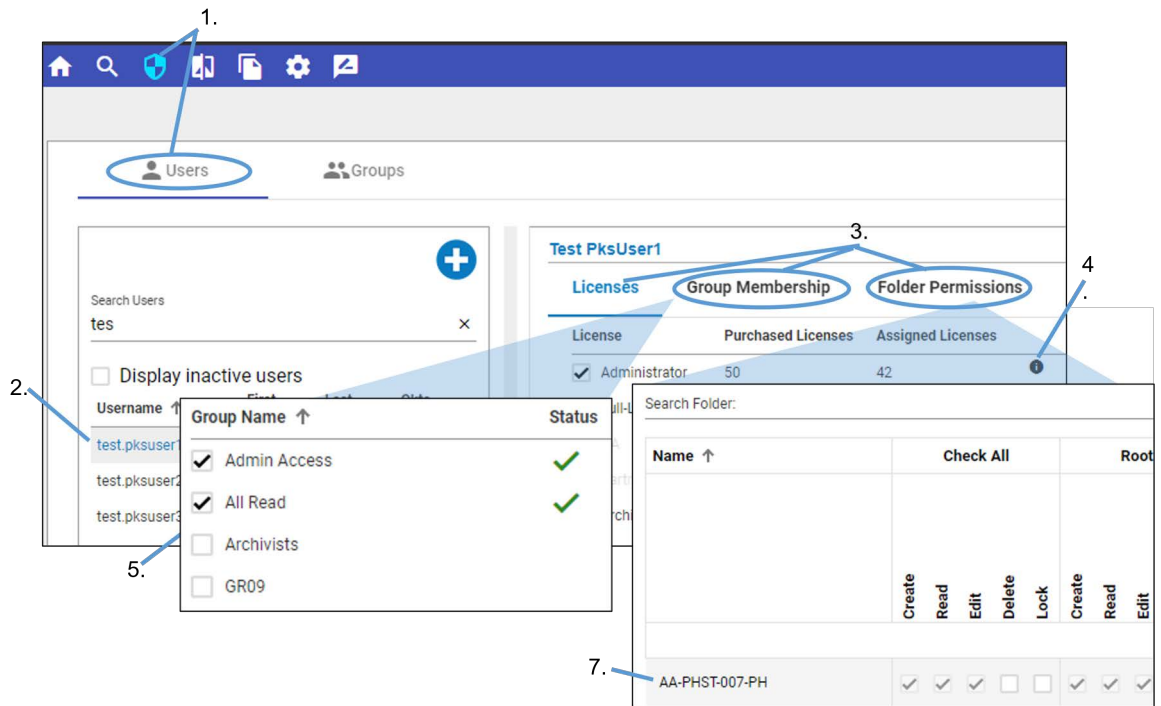 1.
Users
Groups
Test PksUser1
3.
Licenses Group Membership Folder Permissions
4
.
Search Users
tes ×
License Purchased Licenses Assigned Licenses
Administrator 50 42
Display inactive users
2.
Username ↑
test.pksuser1
test.pksuser2
test.pksuser3
5.
Group Name ↑ Status
Admin Access
All Read
Archivists
GR09
Search Folder:
Name ↑ Check All Root
Create Read Edit Delete Lock Create Read Edit
7.
AA-PHST-007-PH